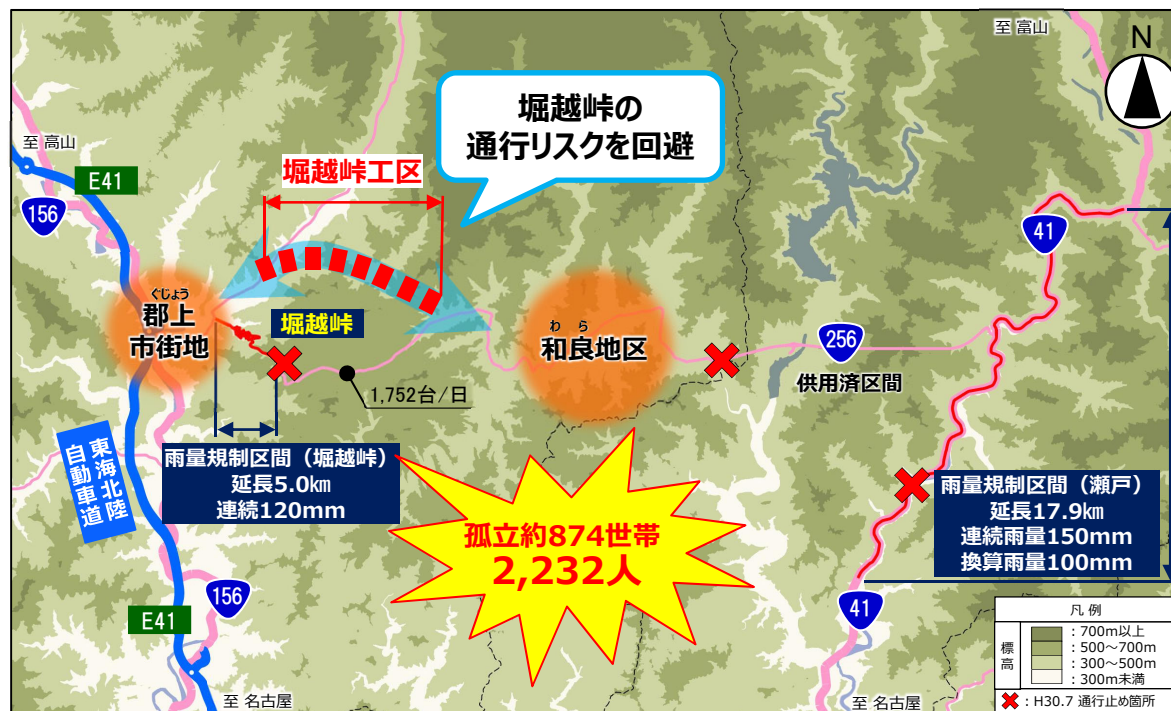 至 富山
N
堀越峠の
通行リスクを回避
至 高山
E41
156
堀越峠工区
41
ぐじょう
郡上
市街地
堀越峠
わ ら
和良地区
256
供用済区間
1,752台/日
東海北陸
自動車道
雨量規制区間（堀越峠）
延長5.0㎞
連続120mm
孤立約874世帯
2,232人
雨量規制区間（瀬戸）
延長17.9㎞
連続雨量150mm
換算雨量100mm
E41
156
41
至 名古屋
至 名古屋
凡 例
標高
：700m以上
：500～700m
：300～500m
：300m未満
：H30.7 通行止め箇所